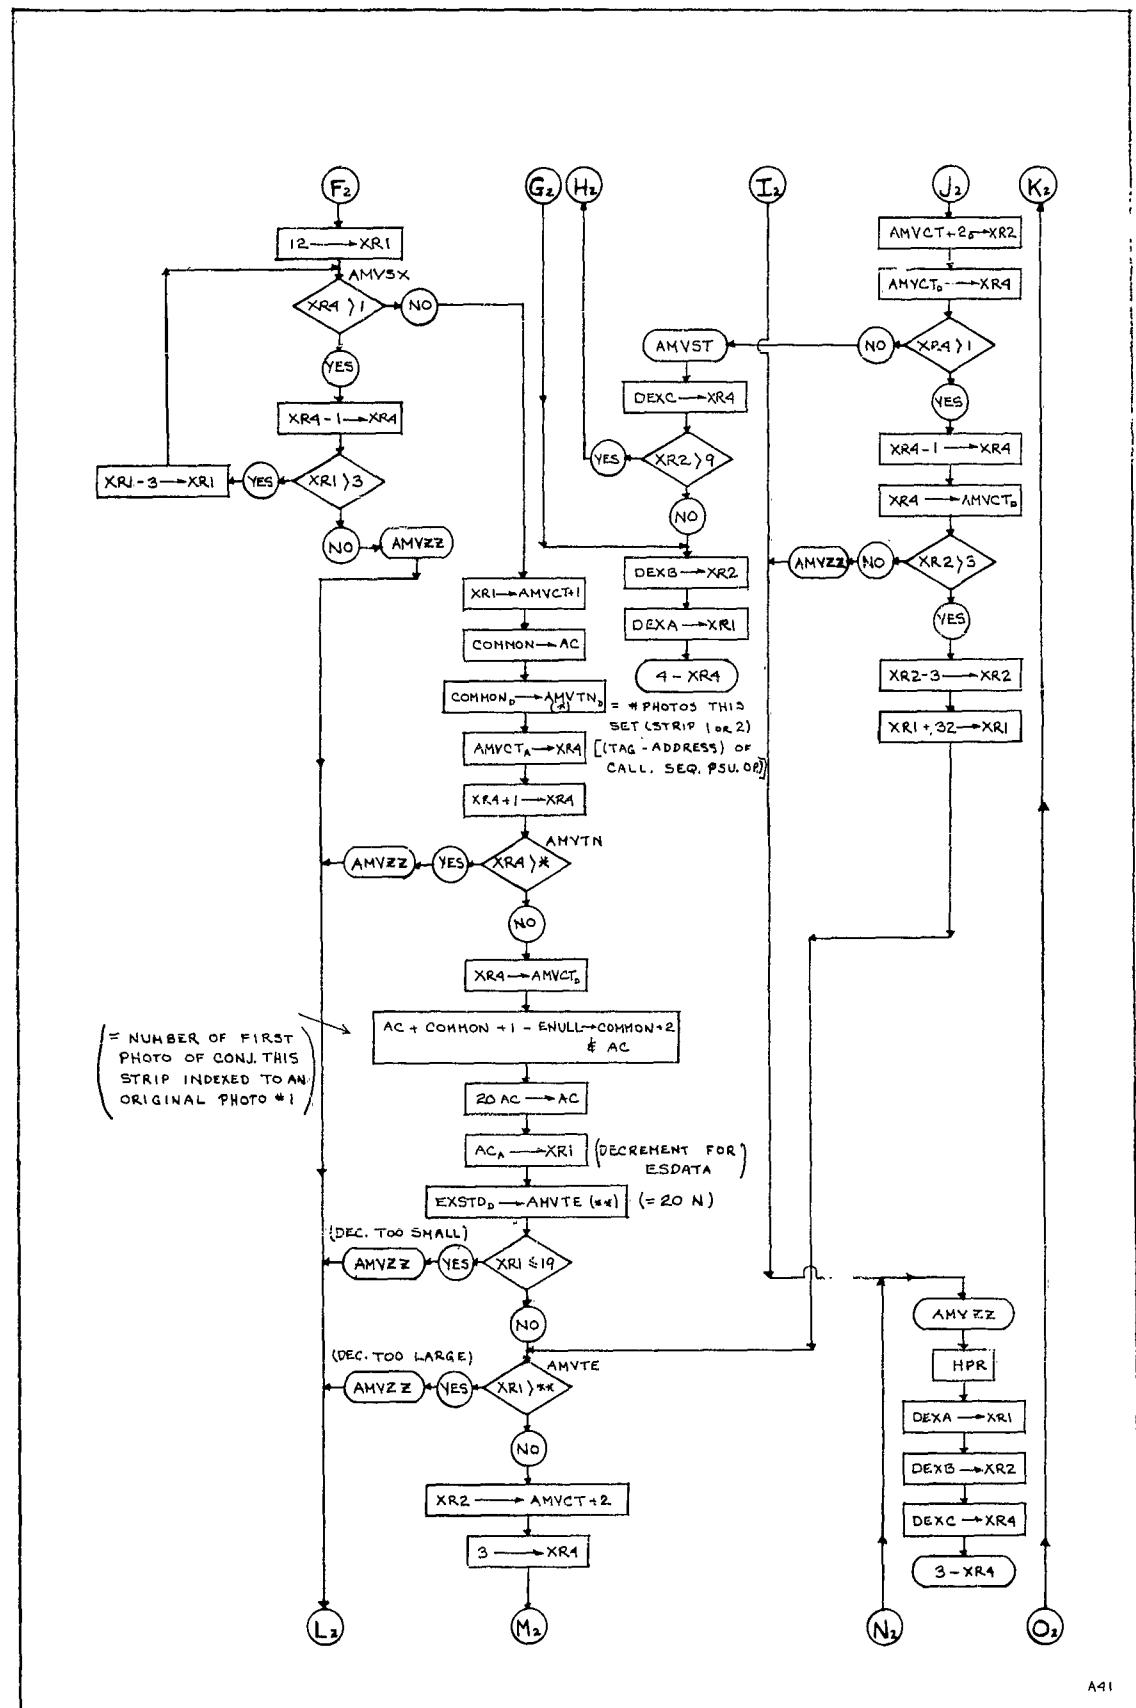 F2
G2
H2
I2
J2
K2
12 → XR1
AMVSX
XR4 > 1
NO
YES
XR4-1 → XR4
XR1 > 3
YES
XR1-3 → XR1
NO
AMVZZ
AMVCT+2D → XR2
AMVCTD → XR4
XR4 > 1
NO
AMVST
DEXC → XR4
XR2 > 9
YES
NO
DEXB → XR2
DEXA → XR1
4 - XR4
YES
XR4-1 → XR4
XR4 → AMVCTD
XR2 > 3
NO
AMVZZ
YES
XR2-3 → XR2
XR1+32 → XR1
XR1 → AMVCT+1
COMMON → AC
COMMOND → AMVTND
(*)
= # PHOTOS THIS
SET (STRIP 1 OR 2)
[(TAG - ADDRESS) OF
CALL. SEQ. PSU. OP.]
AMVCTA → XR4
XR4+1 → XR4
AMVTN
XR4 > *
YES
AMVZZ
NO
XR4 → AMVCTD
AC + COMMON +1 - ENULL → COMMON+2
& AC
(= NUMBER OF FIRST
PHOTO OF CONJ. THIS
STRIP INDEXED TO AN
ORIGINAL PHOTO #1)
20 AC → AC
ACA → XR1
(DECREMENT FOR
ESDATA)
EXSTDD → AMVTE (**)
(= 20 N)
(DEC. TOO SMALL)
XR1 ≤ 19
YES
AMVZZ
NO
(DEC. TOO LARGE)
AMVTE
XR1 > **
YES
AMVZZ
NO
XR2 → AMVCT+2
3 → XR4
AMVZZ
HPR
DEXA → XR1
DEXB → XR2
DEXC → XR4
3 - XR4
L2
M2
N2
O2
A41